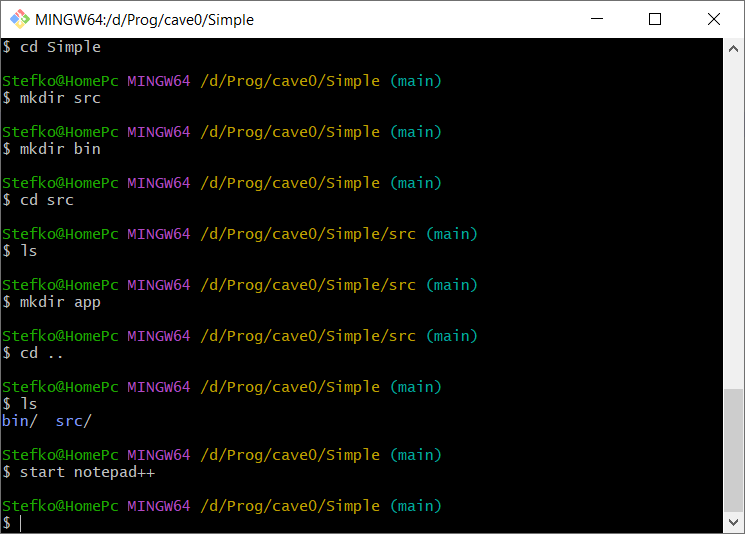 MINGW64:/d/Prog/cave0/Simple
$ cd Simple
Stefko@HomePc MINGW64 /d/Prog/cave0/Simple (main)
$ mkdir src
Stefko@HomePc MINGW64 /d/Prog/cave0/Simple (main)
$ mkdir bin
Stefko@HomePc MINGW64 /d/Prog/cave0/Simple (main)
$ cd src
Stefko@HomePc MINGW64 /d/Prog/cave0/Simple/src (main)
$ ls
Stefko@HomePc MINGW64 /d/Prog/cave0/Simple/src (main)
$ mkdir app
Stefko@HomePc MINGW64 /d/Prog/cave0/Simple/src (main)
$ cd ..
Stefko@HomePc MINGW64 /d/Prog/cave0/Simple (main)
$ ls
bin/  src/
Stefko@HomePc MINGW64 /d/Prog/cave0/Simple (main)
$ start notepad++
Stefko@HomePc MINGW64 /d/Prog/cave0/Simple (main)
$